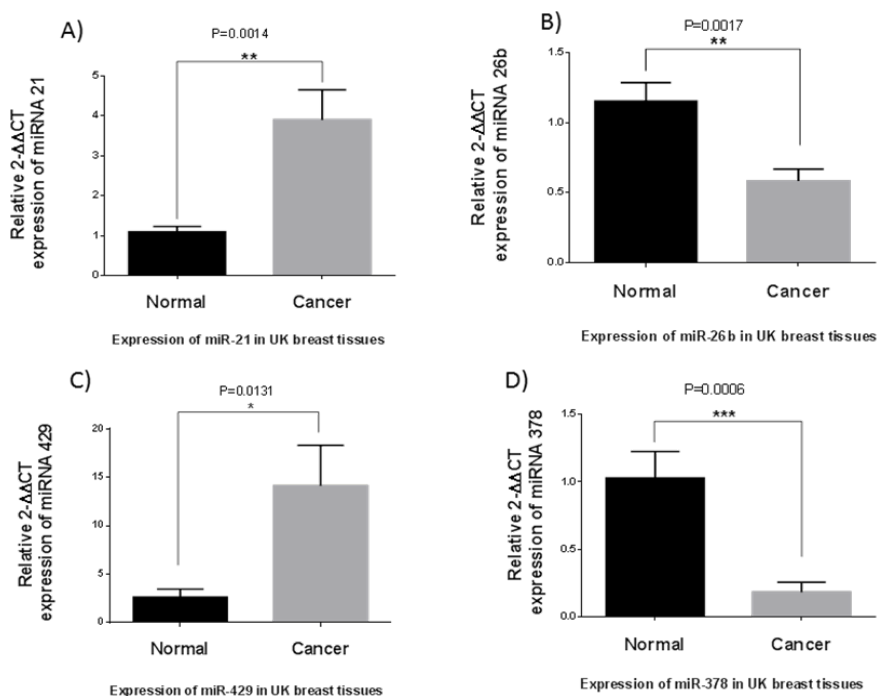 A)
P=0.0014
**
Relative 2-ΔΔCT
expression of miRNA 21
5
4
3
2
1
0
Normal Cancer
Expression of miR-21 in UK breast tissues
B)
P=0.0017
**
Relative 2-ΔΔCT
expression of miRNA 26b
1.5
1.0
0.5
0.0
Normal Cancer
Expression of miR-26b in UK breast tissues
C)
P=0.0131
*
Relative 2-ΔΔCT
expression of miRNA 429
20
15
10
5
0
Normal Cancer
Expression of miR-429 in UK breast tissues
D)
P=0.0006
***
Relative 2-ΔΔCT
expression of miRNA 378
1.5
1.0
0.5
0.0
Normal Cancer
Expression of miR-378 in UK breast tissues